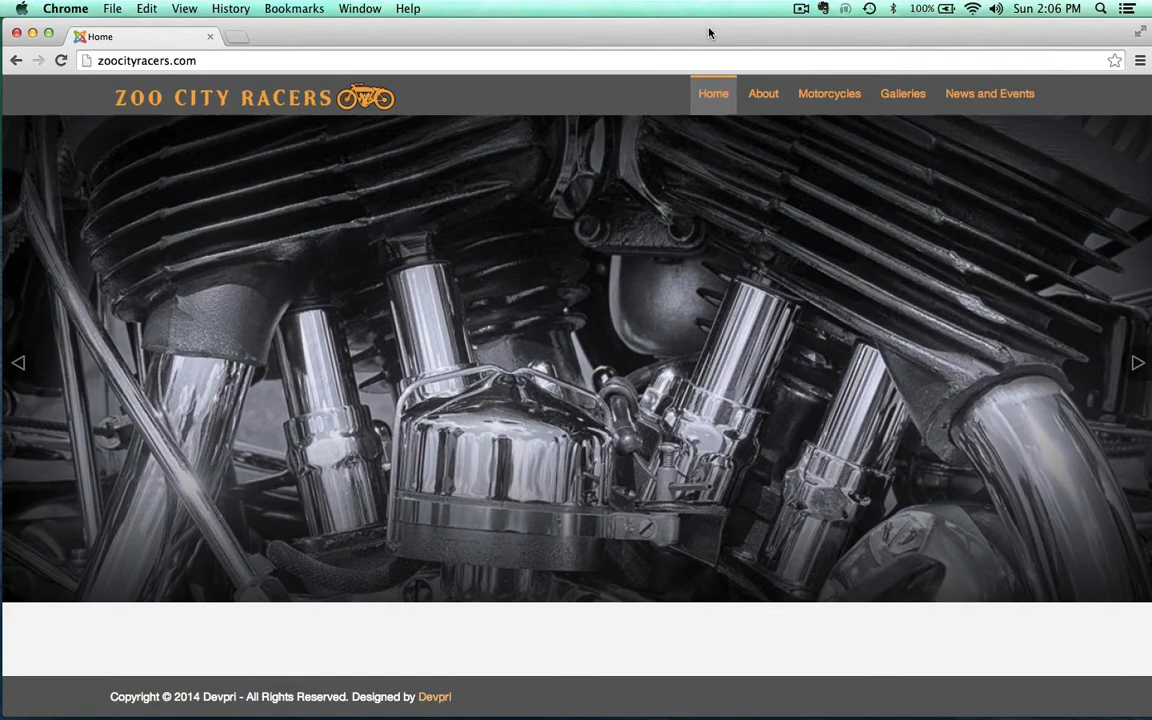 Chrome File Edit View History Bookmarks Window Help 100% Sun 2:06 PM
Home
zoocityracers.com
ZOO CITY RACERS Home About Motorcycles Galleries News and Events
Copyright © 2014 Devpri - All Rights Reserved. Designed by Devpri